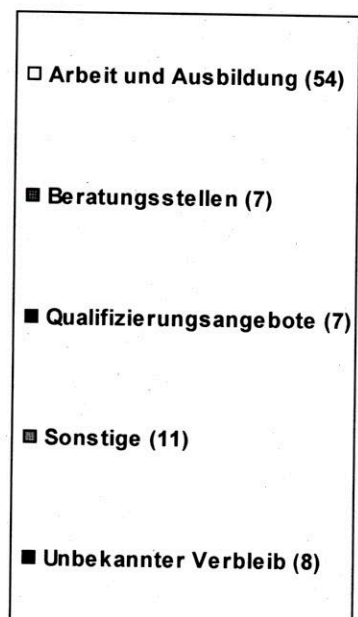 Arbeit und Ausbildung (54)
Beratungsstellen (7)
Qualifizierungsangebote (7)
Sonstige (11)
Unbekannter Verbleib (8)